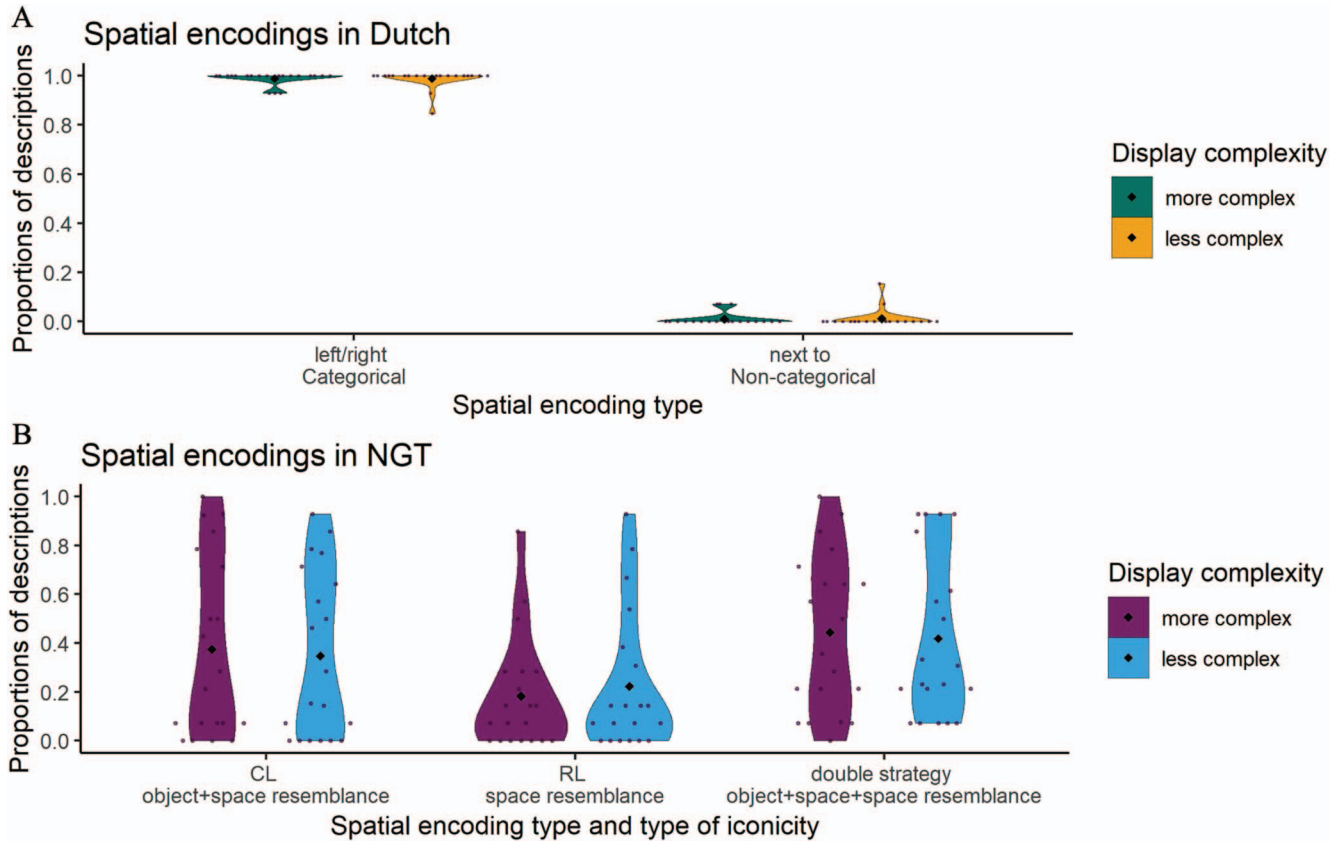 A
Spatial encodings in Dutch
Proportions of descriptions
1.0
0.8
0.6
0.4
0.2
0.0
left/right
Categorical
next to
Non-categorical
Spatial encoding type
Display complexity
more complex
less complex
B
Spatial encodings in NGT
Proportions of descriptions
1.0
0.8
0.6
0.4
0.2
0.0
CL
object+space resemblance
RL
space resemblance
double strategy
object+space+space resemblance
Spatial encoding type and type of iconicity
Display complexity
more complex
less complex